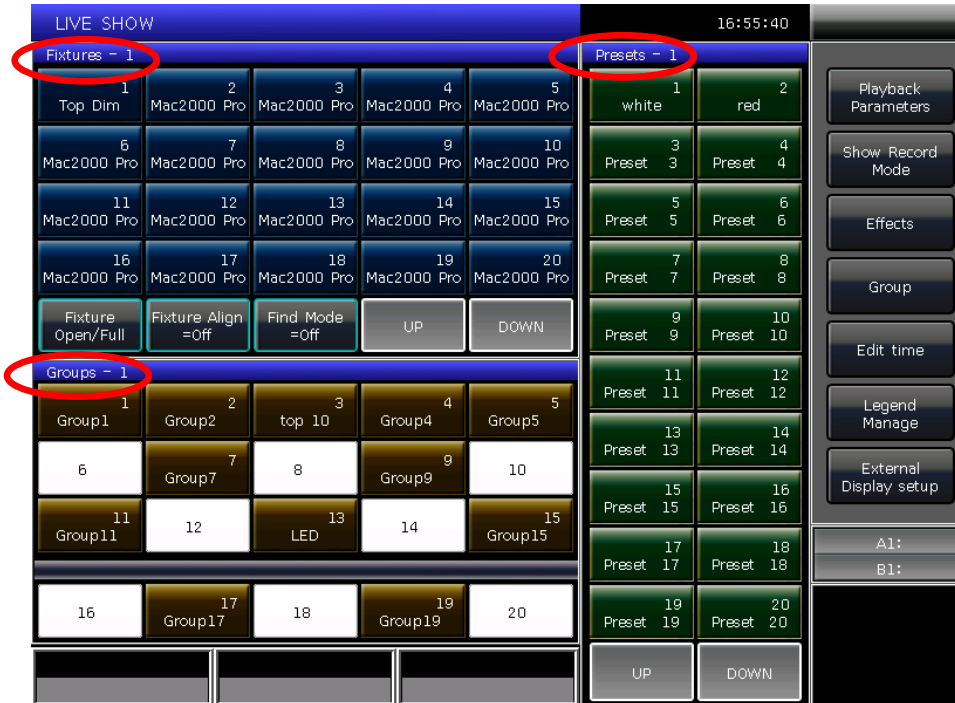 LIVE SHOW
16:55:40
Fixtures - 1
1 2 3 4 5
Top Dim Mac2000 Pro Mac2000 Pro Mac2000 Pro Mac2000 Pro
6 7 8 9 10
Mac2000 Pro Mac2000 Pro Mac2000 Pro Mac2000 Pro Mac2000 Pro
11 12 13 14 15
Mac2000 Pro Mac2000 Pro Mac2000 Pro Mac2000 Pro Mac2000 Pro
16 17 18 19 20
Mac2000 Pro Mac2000 Pro Mac2000 Pro Mac2000 Pro Mac2000 Pro
Fixture Open/Full
Fixture Align =Off
Find Mode =Off
UP
DOWN
Groups - 1
1 2 3 4 5
Group1 Group2 top 10 Group4 Group5
6
7
Group7
8
9
Group9
10
11
Group11
12
13
LED
14
15
Group15
16
17
Group17
18
19
Group19
20
Presets - 1
1 2
white red
3 4
Preset 3 Preset 4
5 6
Preset 5 Preset 6
7 8
Preset 7 Preset 8
9 10
Preset 9 Preset 10
11 12
Preset 11 Preset 12
13 14
Preset 13 Preset 14
15 16
Preset 15 Preset 16
17 18
Preset 17 Preset 18
19 20
Preset 19 Preset 20
UP DOWN
Playback
Parameters
Show Record
Mode
Effects
Group
Edit time
Legend
Manage
External
Display setup
A1:
B1: